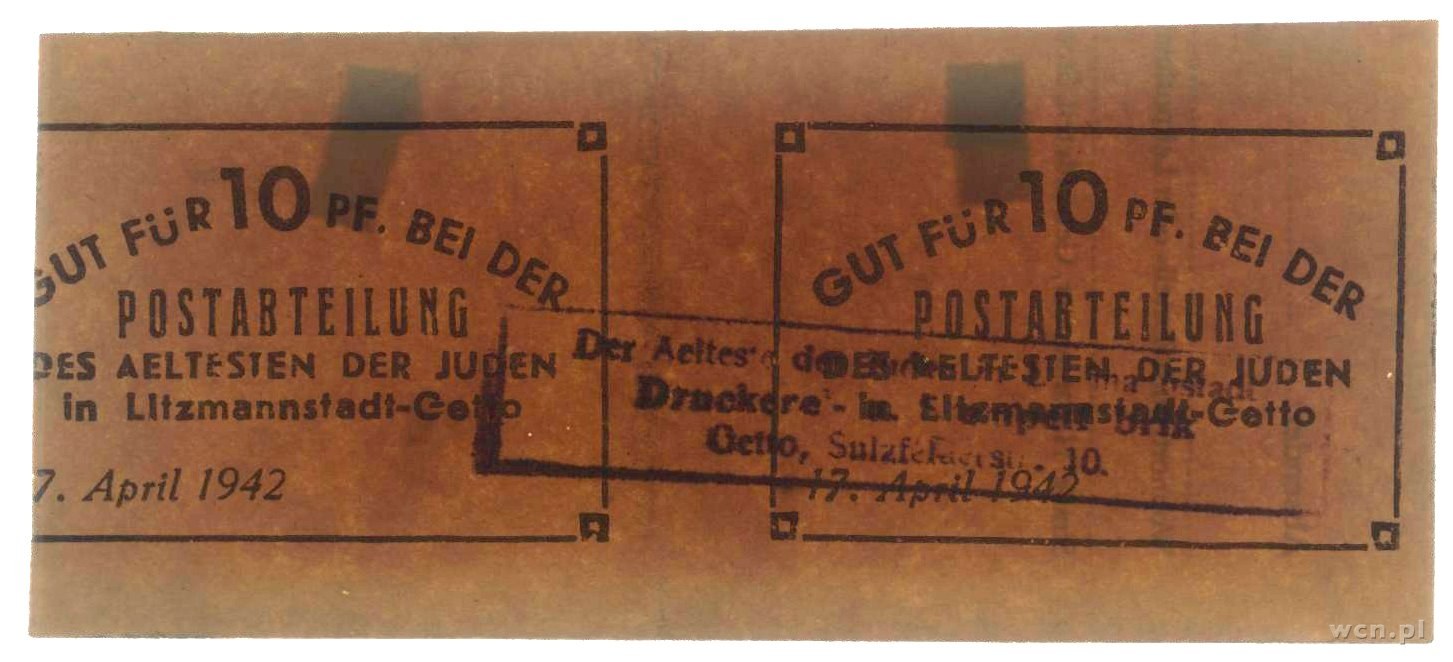 GUT FÜR 10 PF. BEI DER
POSTABTEILUNG
DES AELTESTEN DER JUDEN
in Litzmannstadt-Getto
7. April 1942
GUT FÜR 10 PF. BEI DER
POSTABTEILUNG
DES AELTESTEN DER JUDEN
in Litzmannstadt-Getto
17. April 1942
Der
Getto, 10.
wcn.pl